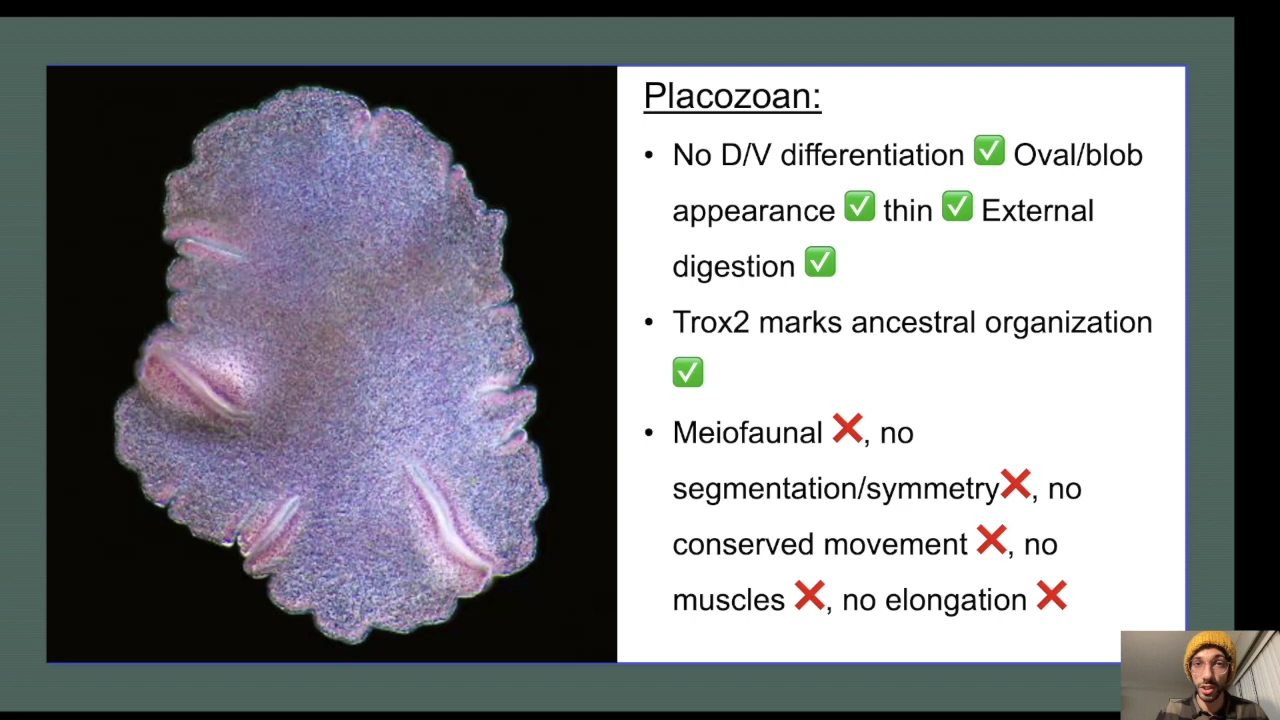 Placozoan:
• No D/V differentiation ✅ Oval/blob
appearance ✅ thin ✅ External
digestion ✅
• Trox2 marks ancestral organization
✅
• Meiofaunal ❌, no
segmentation/symmetry❌, no
conserved movement ❌, no
muscles ❌, no elongation ❌